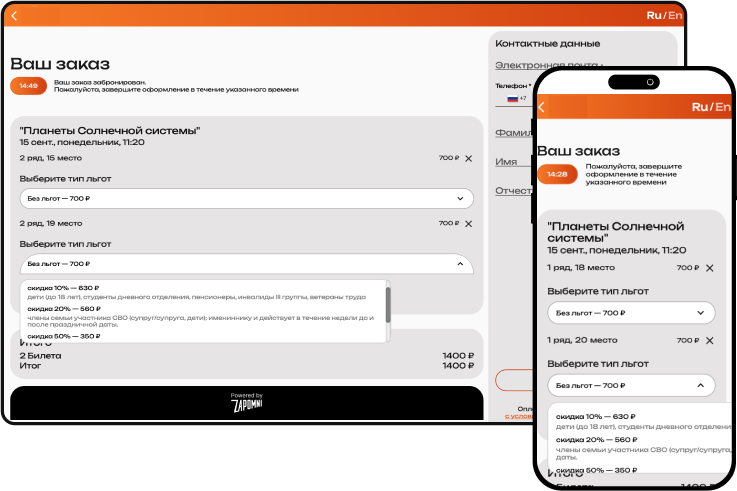 Ru/En
Ваш заказ
14:49
Ваш заказ забронирован.
Пожалуйста, завершите оформление в течение указанного времени
"Планеты Солнечной системы"
15 сент., понедельник, 11:20
2 ряд, 15 место 700 ₽
Выберите тип льгот
Без льгот — 700 ₽
2 ряд, 19 место 700 ₽
Выберите тип льгот
Без льгот — 700 ₽
скидка 10% — 630 ₽
дети (до 18 лет), студенты дневного отделения, пенсионеры, инвалиды III группы, ветераны труда
скидка 20% — 560 ₽
члены семьи участника СВО (супруг/супруга, дети); имениннику и действует в течение недели до и
после праздничной даты.
скидка 50% — 350 ₽
Итого
2 Билета 1400 ₽
Итог 1400 ₽
Powered by
ZAPOMNI
Контактные данные
Электронная почта *
Телефон *
+7
Фамил
Имя
Отчест
Опла
с услови
Ru/En
Ваш заказ
14:28
Пожалуйста, завершите
оформление в течение
указанного времени
"Планеты Солнечной
системы"
15 сент., понедельник, 11:20
1 ряд, 18 место 700 ₽
Выберите тип льгот
Без льгот — 700 ₽
1 ряд, 20 место 700 ₽
Выберите тип льгот
Без льгот — 700 ₽
скидка 10% — 630 ₽
дети (до 18 лет), студенты дневного отделения
скидка 20% — 560 ₽
члены семьи участника СВО (супруг/супруга,
даты.
скидка 50% — 350 ₽
Итого
Билета 1400 ₽